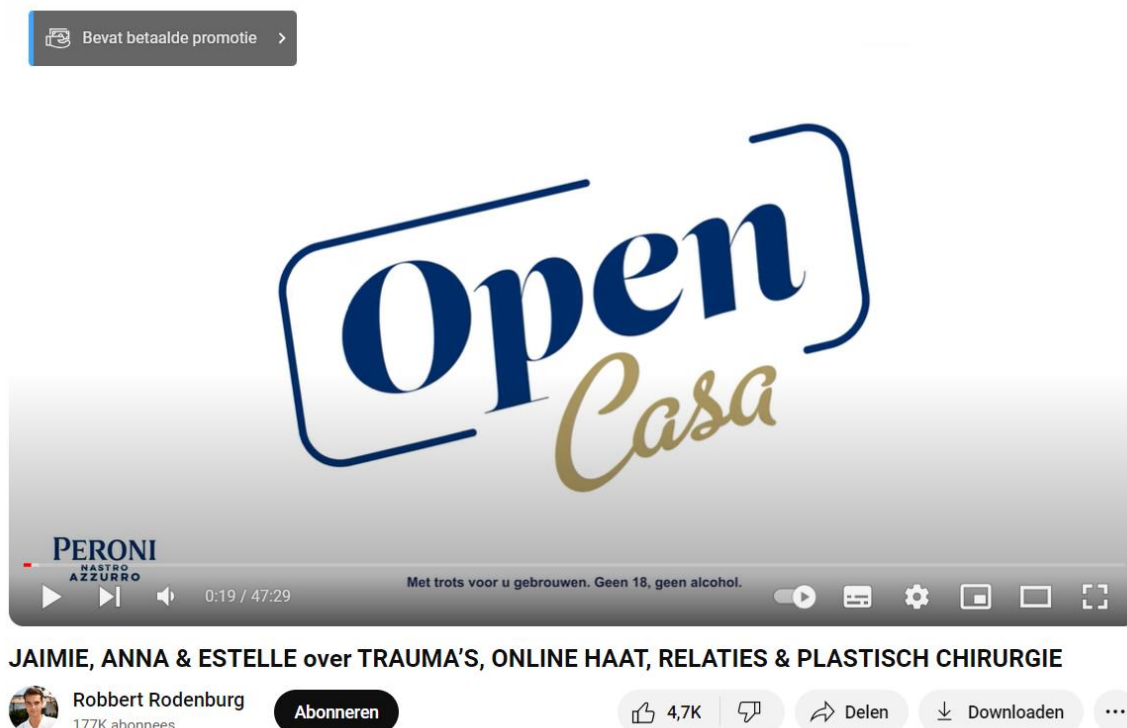 Bevat betaalde promotie
Open
Casa
PERONI
NASTRO
AZZURRO
Met trots voor u gebrouwen. Geen 18, geen alcohol.
0:19 / 47:29
JAIMIE, ANNA & ESTELLE over TRAUMA'S, ONLINE HAAT, RELATIES & PLASTISCH CHIRURGIE
Robbert Rodenburg
177K abonnees
Abonneren
4,7K
Delen
Downloaden